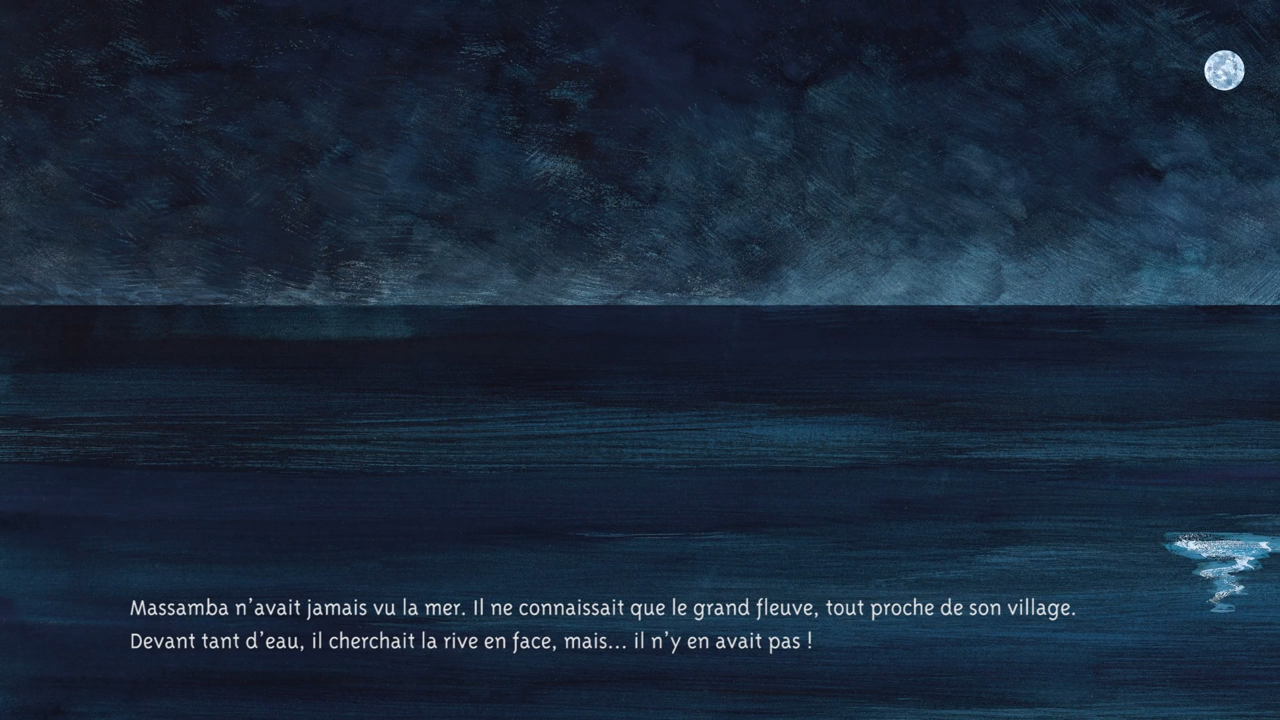 Massamba n’avait jamais vu la mer. Il ne connaissait que le grand fleuve, tout proche de son village.
Devant tant d’eau, il cherchait la rive en face, mais… il n’y en avait pas !